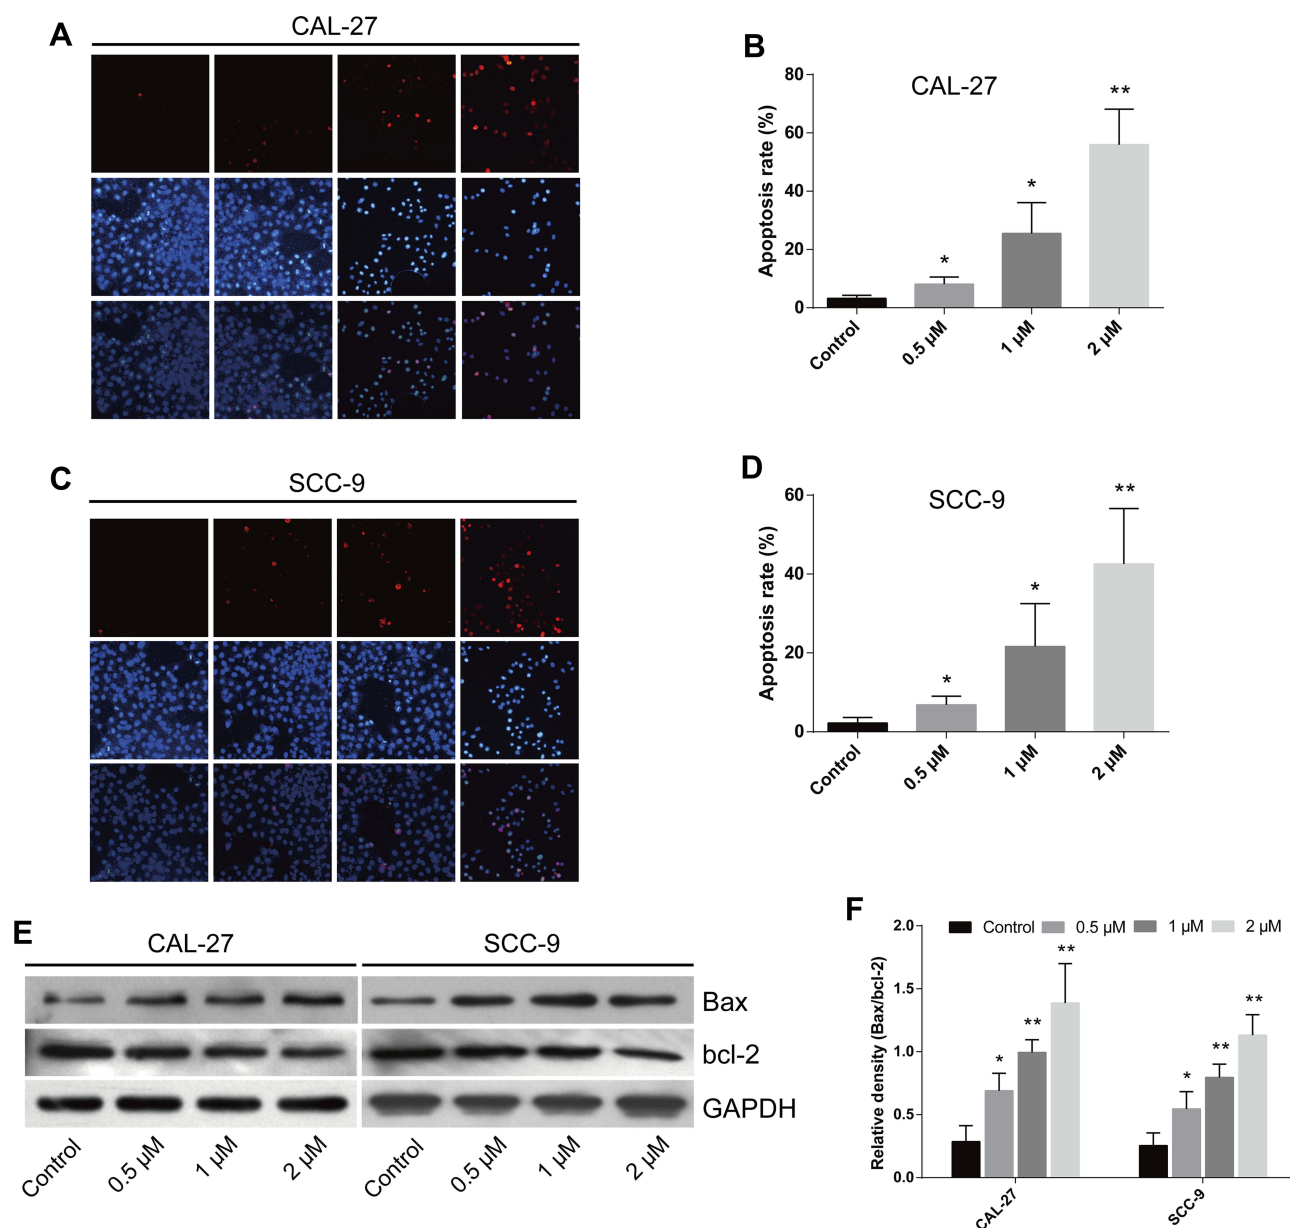 A
CAL-27
B
CAL-27
Apoptosis rate (%)
80
60
40
20
0
*
*
**
Control
0.5 µM
1 µM
2 µM
C
SCC-9
D
SCC-9
Apoptosis rate (%)
60
40
20
0
*
*
**
Control
0.5 µM
1 µM
2 µM
E
CAL-27
SCC-9
Bax
bcl-2
GAPDH
Control
0.5 µM
1 µM
2 µM
Control
0.5 µM
1 µM
2 µM
F
Control
0.5 µM
1 µM
2 µM
Relative density (Bax/bcl-2)
2.0
1.5
1.0
0.5
0.0
*
**
**
*
**
**
CAL-27
SCC-9